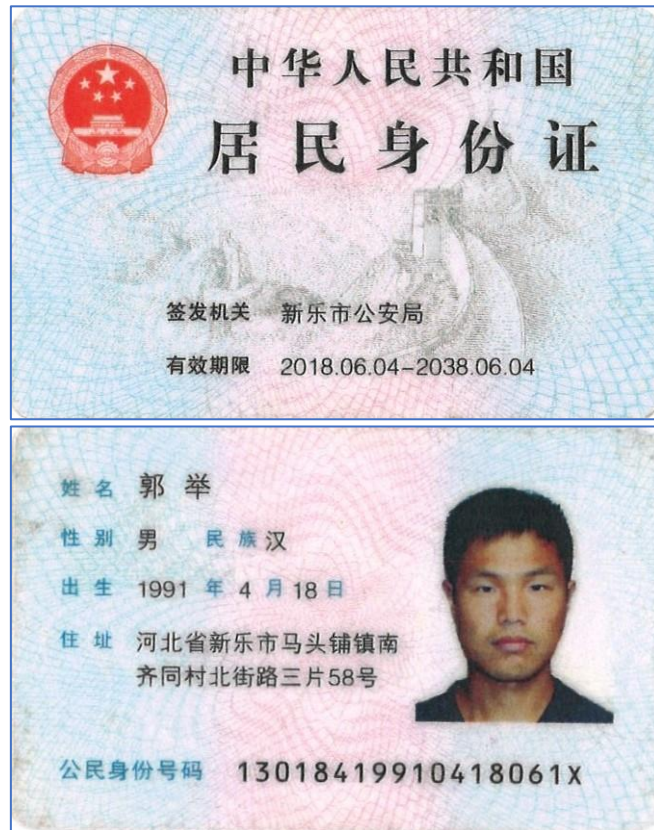 中华人民共和国
居民身份证
签发机关 新乐市公安局
有效期限 2018.06.04-2038.06.04
姓名 郭举
性别 男 民族 汉
出生 1991 年 4 月 18 日
住址 河北省新乐市马头铺镇南
齐同村北街路三片58号
公民身份号码 13018419910418061X